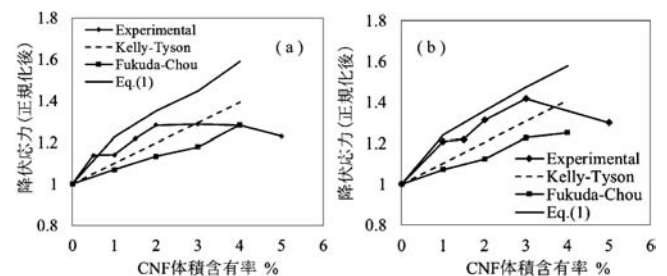 降伏応力(正規化後)
1.8
1.6
1.4
1.2
1
0.8
Experimental
Kelly-Tyson
Fukuda-Chou
Eq.(1)
(a)
0 1 2 3 4 5 6
CNF体積含有率 %
降伏応力(正規化後)
1.8
1.6
1.4
1.2
1
0.8
(b)
Experimental
Kelly-Tyson
Fukuda-Chou
Eq.(1)
0 1 2 3 4 5 6
CNF体積含有率 %